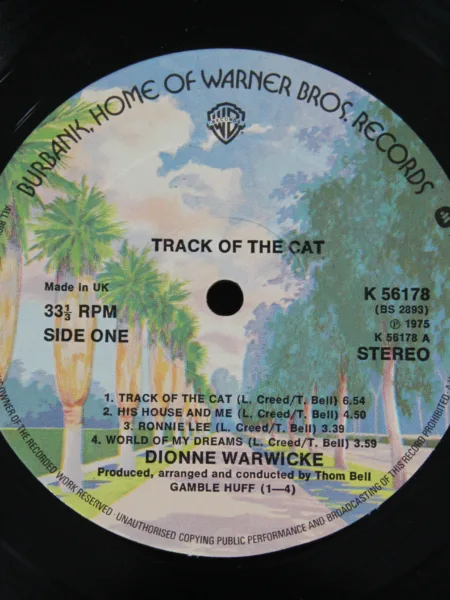 BURBANK, HOME OF WARNER BROS. RECORDS
TRACK OF THE CAT
Made in UK
33⅓ RPM
SIDE ONE
K 56178
(BS 2893)
℗ 1975
K 56178 A
STEREO
1. TRACK OF THE CAT (L. Creed/T. Bell) 6.54
2. HIS HOUSE AND ME (L. Creed/T. Bell) 4.50
3. RONNIE LEE (L. Creed/T. Bell) 3.39
4. WORLD OF MY DREAMS (L. Creed/T. Bell) 3.59
DIONNE WARWICKE
Produced, arranged and conducted by Thom Bell
GAMBLE HUFF (1—4)
OWNER OF THE RECORDED WORK RESERVED · UNAUTHORISED COPYING PUBLIC PERFORMANCE AND BROADCASTING OF THIS RECORD PROHIBITED